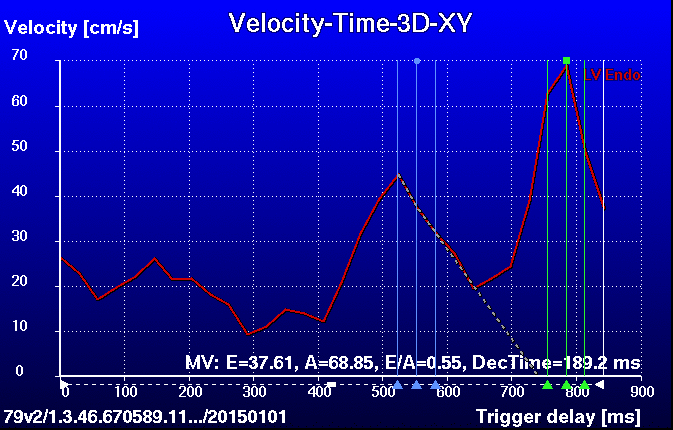 Velocity-Time-3D-XY
Velocity [cm/s]
70
60
50
40
30
20
10
0
LV Endo
MV: E=37.61, A=68.85, E/A=0.55, DecTime=189.2 ms
100 200 300 400 500 600 700 800 900
79v2/1.3.46.670589.11.../20150101
Trigger delay [ms]